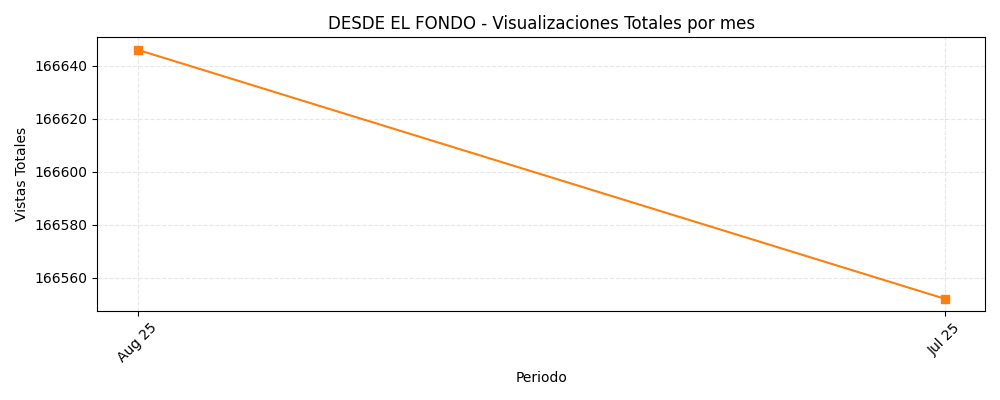 DESDE EL FONDO - Visualizaciones Totales por mes
Vistas Totales
166640
166620
166600
166580
166560
Aug 25
Jul 25
Periodo